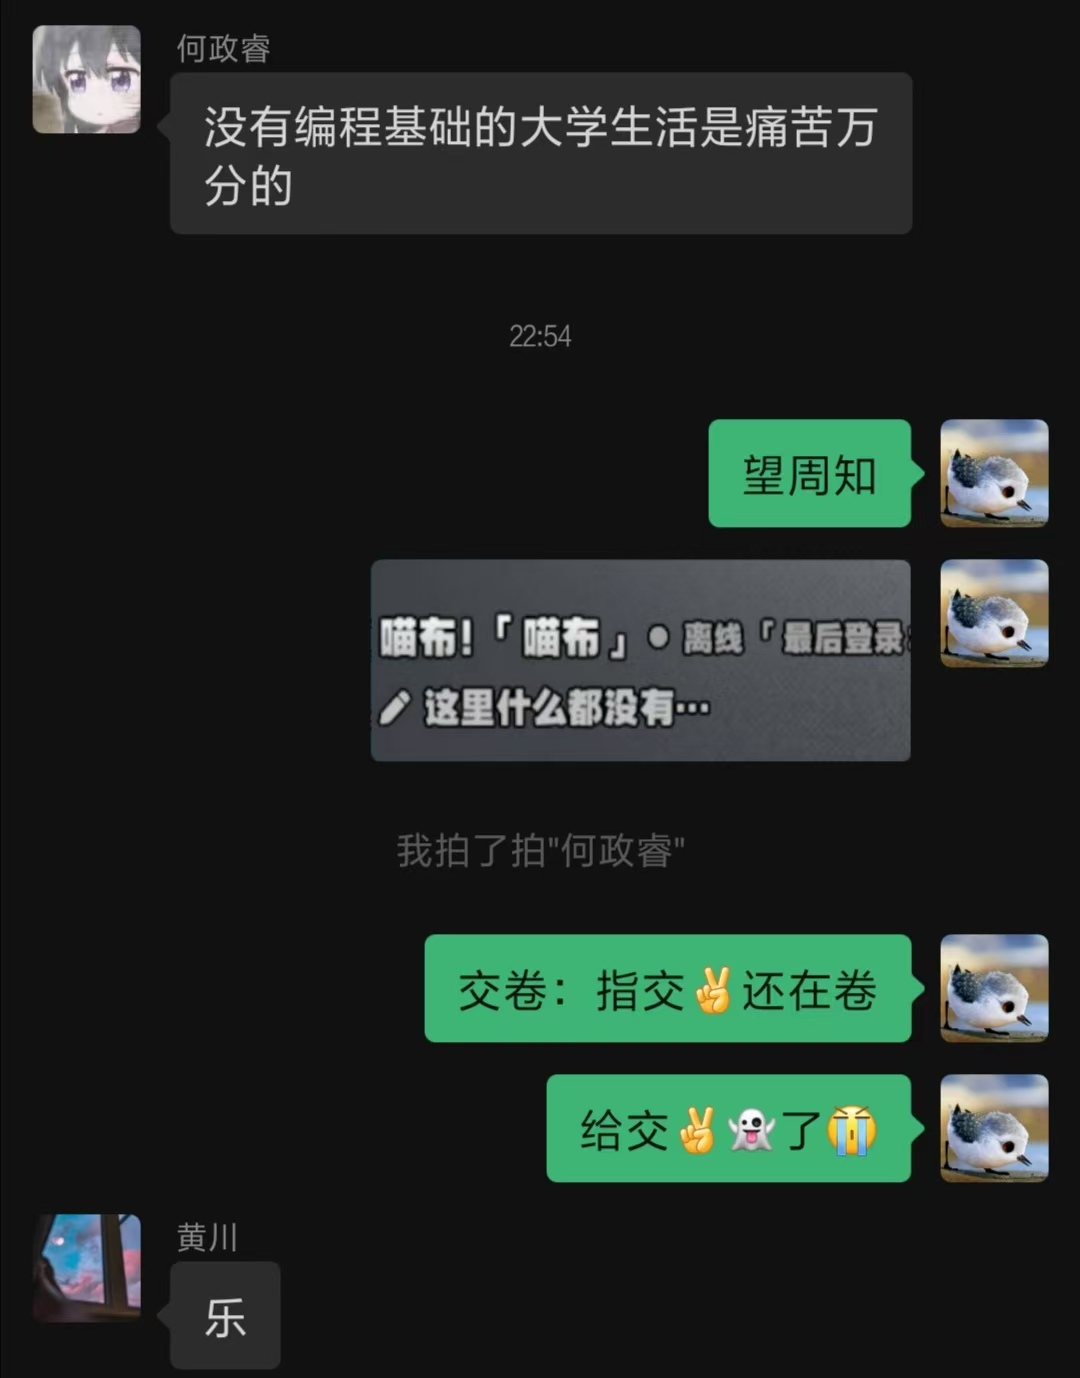 何政睿
没有编程基础的大学生活是痛苦万
分的
22:54
望周知
喵布!「喵布」● 离线「最后登录:
这里什么都没有…
我拍了拍"何政睿"
交卷：指交✌️还在卷
给交✌️👻了😭
黄川
乐